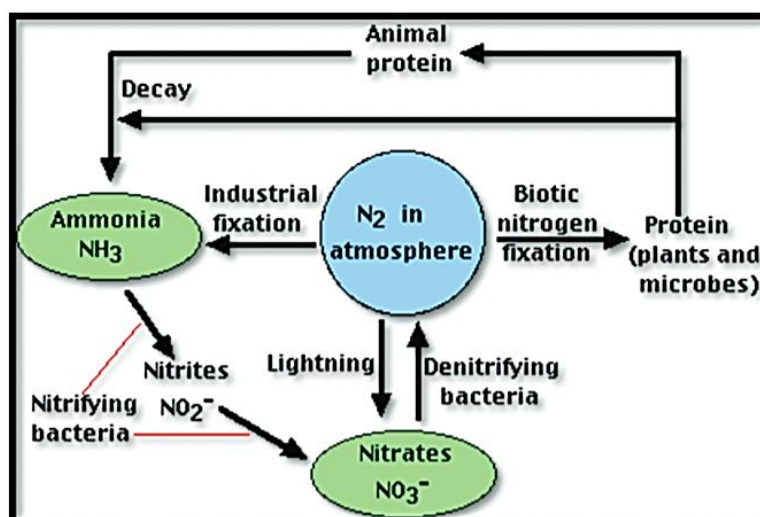 Animal
protein
Decay
Industrial
fixation
N₂ in
atmosphere
Biotic
nitrogen
fixation
Ammonia
NH₃
Protein
(plants and
microbes)
Lightning
Denitrifying
bacteria
Nitrites
NO₂⁻
Nitrifying
bacteria
Nitrates
NO₃⁻